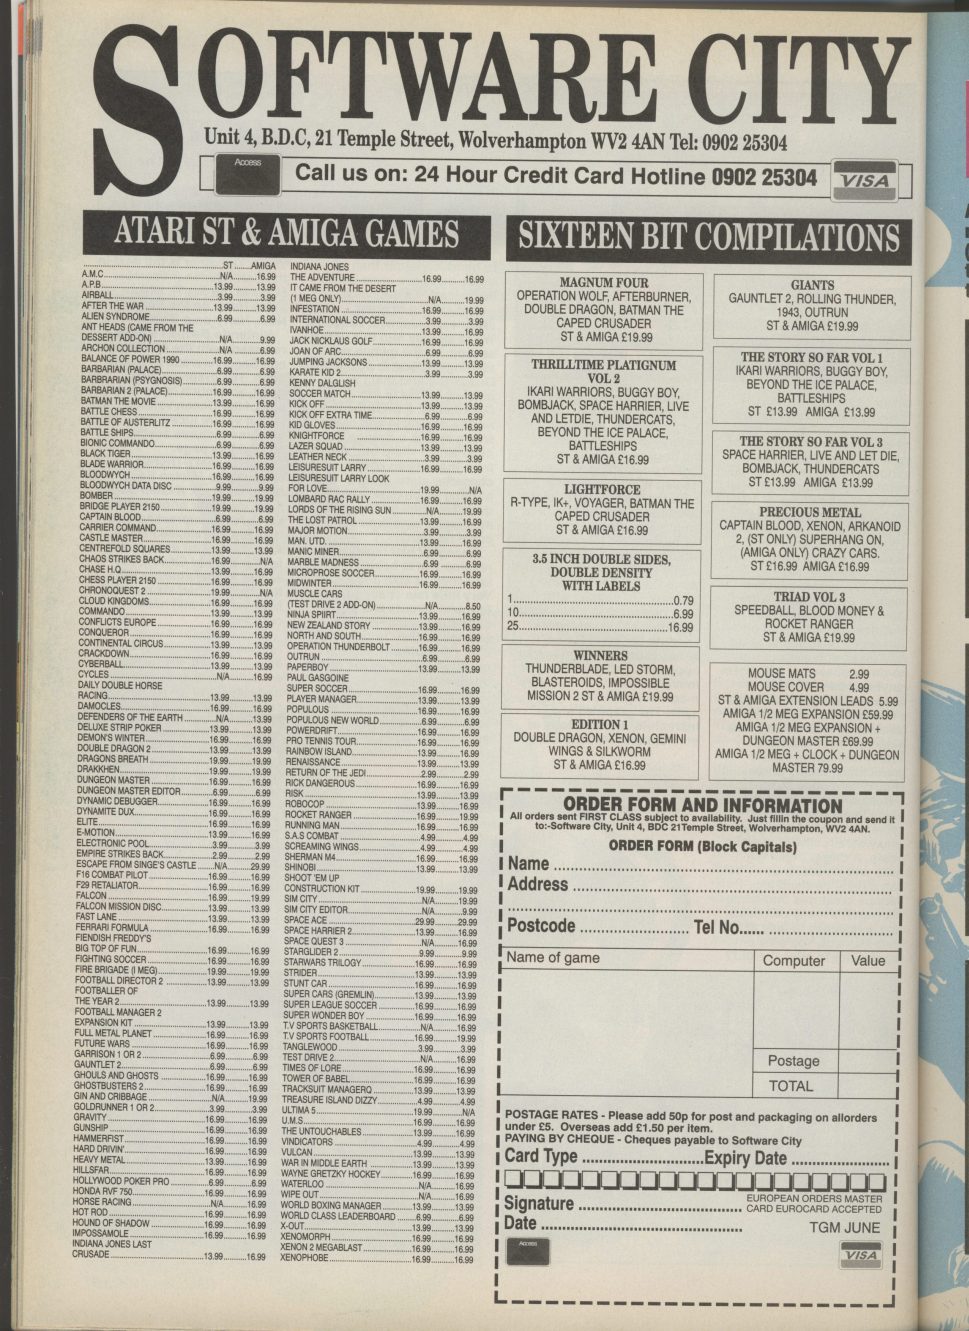 SOFTWARE CITY
Unit 4, B.D.C, 21 Temple Street, Wolverhampton WV2 4AN Tel: 0902 25304
Access
Call us on: 24 Hour Credit Card Hotline 0902 25304
VISA
ATARI ST & AMIGA GAMES
ST AMIGA
A.M.C N/A 16.99
A.P.B 13.99 13.99
AIRBALL 3.99 3.99
AFTER THE WAR 13.99 13.99
ALIEN SYNDROME 6.99 6.99
ANT HEADS (CAME FROM THE
DESSERT ADD-ON) N/A 9.99
ARCHON COLLECTION N/A 6.99
BALANCE OF POWER 1990 16.99 16.99
BARBARIAN (PALACE) 6.99 6.99
BARBRARIAN (PSYGNOSIS) 6.99 6.99
BARBARIAN 2 (PALACE) 16.99 16.99
BATMAN THE MOVIE 13.99 16.99
BATTLE CHESS 16.99 16.99
BATTLE OF AUSTERLITZ 16.99 16.99
BATTLE SHIPS 6.99 6.99
BIONIC COMMANDO 6.99 6.99
BLACK TIGER 13.99 16.99
BLADE WARRIOR 16.99 16.99
BLOODWYCH 16.99 16.99
BLOODWYCH DATA DISC 9.99 9.99
BOMBER 19.99 19.99
BRIDGE PLAYER 2150 19.99 19.99
CAPTAIN BLOOD 6.99 6.99
CARRIER COMMAND 16.99 16.99
CASTLE MASTER 16.99 16.99
CENTREFOLD SQUARES 13.99 13.99
CHAOS STRIKES BACK 16.99 N/A
CHASE H.Q 13.99 16.99
CHESS PLAYER 2150 16.99 16.99
CHRONOQUEST 2 19.99 N/A
CLOUD KINGDOMS 16.99 16.99
COMMANDO 13.99 13.99
CONFLICTS EUROPE 16.99 16.99
CONQUEROR 16.99 16.99
CONTINENTAL CIRCUS 13.99 13.99
CRACKDOWN 16.99 16.99
CYBERBALL 13.99 13.99
CYCLES N/A 16.99
DAILY DOUBLE HORSE
RACING 13.99 13.99
DAMOCLES 16.99 16.99
DEFENDERS OF THE EARTH N/A 13.99
DELUXE STRIP POKER 13.99 13.99
DEMON'S WINTER 16.99 16.99
DOUBLE DRAGON 2 13.99 13.99
DRAGONS BREATH 19.99 19.99
DRAKKHEN 19.99 19.99
DUNGEON MASTER 16.99 16.99
DUNGEON MASTER EDITOR 6.99 6.99
DYNAMIC DEBUGGER 16.99 16.99
DYNAMITE DUX 16.99 16.99
ELITE 16.99 16.99
E-MOTION 13.99 13.99
ELECTRONIC POOL 3.99 3.99
EMPIRE STRIKES BACK 2.99 2.99
ESCAPE FROM SINGE'S CASTLE N/A 29.99
F16 COMBAT PILOT 16.99 16.99
F29 RETALIATOR 16.99 16.99
FALCON 16.99 19.99
FALCON MISSION DISC 13.99 13.99
FAST LANE 13.99 13.99
FERRARI FORMULA 16.99 16.99
FIENDISH FREDDY'S
BIG TOP OF FUN 16.99 16.99
FIGHTING SOCCER 16.99 16.99
FIRE BRIGADE (I MEG) 19.99 19.99
FOOTBALL DIRECTOR 2 13.99 13.99
FOOTBALLER OF
THE YEAR 2 13.99 13.99
FOOTBALL MANAGER 2
EXPANSION KIT 13.99 13.99
FULL METAL PLANET 16.99 16.99
FUTURE WARS 16.99 16.99
GARRISON 1 OR 2 6.99 6.99
GAUNTLET 2 6.99 6.99
GHOULS AND GHOSTS 16.99 16.99
GHOSTBUSTERS 2 16.99 16.99
GIN AND CRIBBAGE N/A 19.99
GOLDRUNNER 1 OR 2 3.99 3.99
GRAVITY 16.99 16.99
GUNSHIP 16.99 16.99
HAMMERFIST 16.99 16.99
HARD DRIVIN' 16.99 16.99
HEAVY METAL 13.99 16.99
HILLSFAR 16.99 16.99
HOLLYWOOD POKER PRO 6.99 6.99
HONDA RVF 750 16.99 16.99
HORSE RACING N/A 16.99
HOT ROD 16.99 16.99
HOUND OF SHADOW 16.99 16.99
IMPOSSAMOLE 16.99 16.99
INDIANA JONES LAST
CRUSADE 13.99 16.99
INDIANA JONES
THE ADVENTURE 16.99 16.99
IT CAME FROM THE DESERT
(1 MEG ONLY) N/A 19.99
INFESTATION 16.99 16.99
INTERNATIONAL SOCCER 3.99 3.99
IVANHOE 13.99 16.99
JACK NICKLAUS GOLF 16.99 16.99
JOAN OF ARC 6.99 6.99
JUMPING JACKSONS 13.99 13.99
KARATE KID 2 3.99 3.99
KENNY DALGLISH
SOCCER MATCH 13.99 13.99
KICK OFF 13.99 13.99
KICK OFF EXTRA TIME 6.99 6.99
KID GLOVES 16.99 16.99
KNIGHTFORCE 16.99 16.99
LAZER SQUAD 13.99 13.99
LEATHER NECK 3.99 3.99
LEISURESUIT LARRY 16.99 16.99
LEISURESUIT LARRY LOOK
FOR LOVE 19.99 N/A
LOMBARD RAC RALLY 16.99 16.99
LORDS OF THE RISING SUN N/A 19.99
THE LOST PATROL 13.99 16.99
MAJOR MOTION 3.99 3.99
MAN. UTD. 13.99 16.99
MANIC MINER 6.99 6.99
MARBLE MADNESS 6.99 6.99
MICROPROSE SOCCER 16.99 16.99
MIDWINTER 16.99 16.99
MUSCLE CARS
(TEST DRIVE 2 ADD-ON) N/A 8.50
NINJA SPIIRT 13.99 16.99
NEW ZEALAND STORY 13.99 16.99
NORTH AND SOUTH 16.99 16.99
OPERATION THUNDERBOLT 16.99 16.99
OUTRUN 6.99 6.99
PAPERBOY 13.99 13.99
PAUL GASGOINE
SUPER SOCCER 16.99 16.99
PLAYER MANAGER 13.99 13.99
POPULOUS 16.99 16.99
POPULOUS NEW WORLD 6.99 6.99
POWERDRIFT 16.99 16.99
PRO TENNIS TOUR 16.99 16.99
RAINBOW ISLAND 13.99 16.99
RENAISSANCE 13.99 13.99
RETURN OF THE JEDI 2.99 2.99
RICK DANGEROUS 16.99 16.99
RISK 13.99 13.99
ROBOCOP 13.99 16.99
ROCKET RANGER 19.99 19.99
RUNNING MAN 16.99 16.99
S.A.S COMBAT 4.99 4.99
SCREAMING WINGS 4.99 4.99
SHERMAN M4 16.99 16.99
SHINOBI 13.99 13.99
SHOOT 'EM UP
CONSTRUCTION KIT 19.99 19.99
SIM CITY N/A 19.99
SIM CITY EDITOR N/A 9.99
SPACE ACE 29.99 29.99
SPACE HARRIER 2 13.99 16.99
SPACE QUEST 3 N/A 16.99
STARGLIDER 2 9.99 9.99
STARWARS TRILOGY 16.99 16.99
STRIDER 13.99 13.99
STUNT CAR 16.99 16.99
SUPER CARS (GREMLIN) 13.99 13.99
SUPER LEAGUE SOCCER 16.99 16.99
SUPER WONDER BOY 16.99 16.99
T.V SPORTS BASKETBALL N/A 16.99
T.V SPORTS FOOTBALL 16.99 19.99
TANGLEWOOD 3.99 3.99
TEST DRIVE 2 N/A 16.99
TIMES OF LORE 16.99 16.99
TOWER OF BABEL 16.99 16.99
TRACKSUIT MANAGERQ 13.99 13.99
TREASURE ISLAND DIZZY 4.99 4.99
ULTIMA 5 19.99 N/A
U.M.S 16.99 16.99
THE UNTOUCHABLES 13.99 16.99
VINDICATORS 4.99 4.99
VULCAN 13.99 13.99
WAR IN MIDDLE EARTH 13.99 13.99
WAYNE GRETZKY HOCKEY 16.99 16.99
WATERLOO N/A 16.99
WIPE OUT N/A 16.99
WORLD BOXING MANAGER 13.99 13.99
WORLD CLASS LEADERBOARD 6.99 6.99
X-OUT 13.99 13.99
XENOMORPH 16.99 16.99
XENON 2 MEGABLAST 16.99 16.99
XENOPHOBE 16.99 16.99
SIXTEEN BIT COMPILATIONS
MAGNUM FOUR
OPERATION WOLF, AFTERBURNER,
DOUBLE DRAGON, BATMAN THE
CAPED CRUSADER
ST & AMIGA £19.99
THRILLTIME PLATIGNUM
VOL 2
IKARI WARRIORS, BUGGY BOY,
BOMBJACK, SPACE HARRIER, LIVE
AND LETDIE, THUNDERCATS,
BEYOND THE ICE PALACE,
BATTLESHIPS
ST & AMIGA £16.99
LIGHTFORCE
R-TYPE, IK+, VOYAGER, BATMAN THE
CAPED CRUSADER
ST & AMIGA £16.99
3.5 INCH DOUBLE SIDES,
DOUBLE DENSITY
WITH LABELS
1 0.79
10 6.99
25 16.99
WINNERS
THUNDERBLADE, LED STORM,
BLASTEROIDS, IMPOSSIBLE
MISSION 2 ST & AMIGA £19.99
EDITION 1
DOUBLE DRAGON, XENON, GEMINI
WINGS & SILKWORM
ST & AMIGA £16.99
GIANTS
GAUNTLET 2, ROLLING THUNDER,
1943, OUTRUN
ST & AMIGA £19.99
THE STORY SO FAR VOL 1
IKARI WARRIORS, BUGGY BOY,
BEYOND THE ICE PALACE,
BATTLESHIPS
ST £13.99 AMIGA £13.99
THE STORY SO FAR VOL 3
SPACE HARRIER, LIVE AND LET DIE,
BOMBJACK, THUNDERCATS
ST £13.99 AMIGA £13.99
PRECIOUS METAL
CAPTAIN BLOOD, XENON, ARKANOID
2, (ST ONLY) SUPERHANG ON,
(AMIGA ONLY) CRAZY CARS.
ST £16.99 AMIGA £16.99
TRIAD VOL 3
SPEEDBALL, BLOOD MONEY &
ROCKET RANGER
ST & AMIGA £19.99
MOUSE MATS 2.99
MOUSE COVER 4.99
ST & AMIGA EXTENSION LEADS 5.99
AMIGA 1/2 MEG EXPANSION £59.99
AMIGA 1/2 MEG EXPANSION +
DUNGEON MASTER £69.99
AMIGA 1/2 MEG + CLOCK + DUNGEON
MASTER 79.99
ORDER FORM AND INFORMATION
All orders sent FIRST CLASS subject to availability. Just fillin the coupon and send it
to:-Software City, Unit 4, BDC 21Temple Street, Wolverhampton, WV2 4AN.
ORDER FORM (Block Capitals)
Name
Address
Postcode Tel No
Name of game Computer Value
Postage
TOTAL
POSTAGE RATES - Please add 50p for post and packaging on allorders
under £5. Overseas add £1.50 per item.
PAYING BY CHEQUE - Cheques payable to Software City
Card Type Expiry Date
Signature
EUROPEAN ORDERS MASTER
CARD EUROCARD ACCEPTED
Date
TGM JUNE
Access
VISA